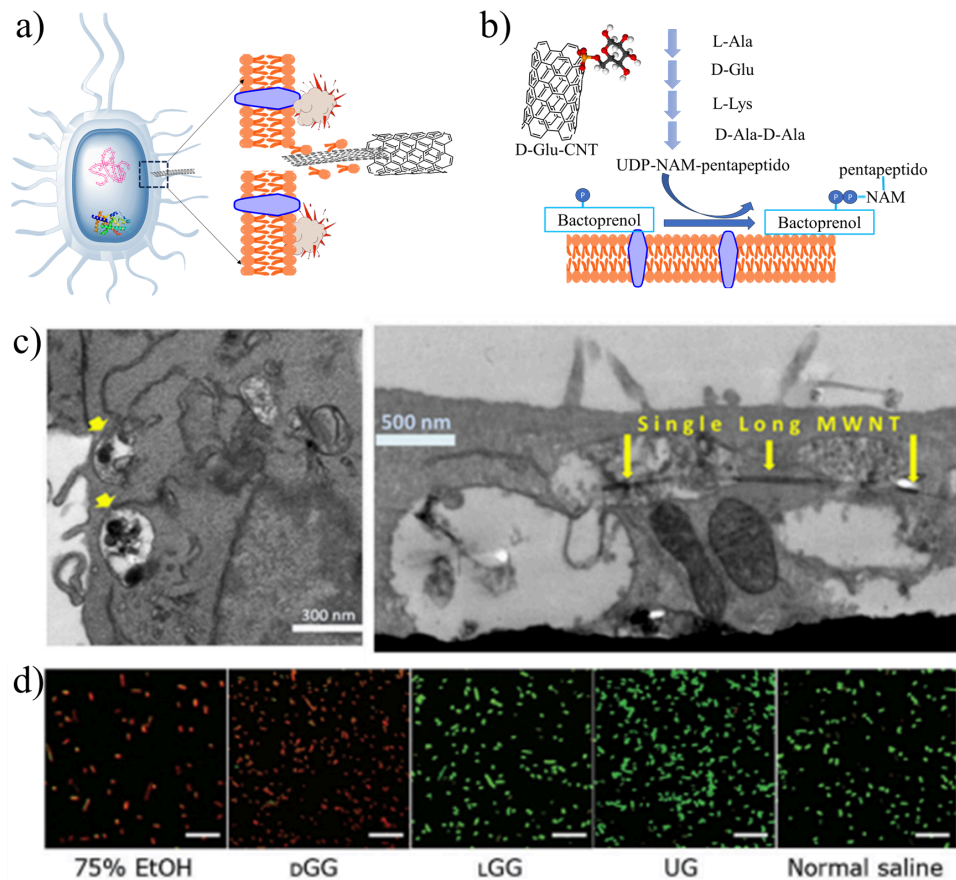 a)
b)
L-Ala
D-Glu
L-Lys
D-Ala-D-Ala
D-Glu-CNT
UDP-NAM-pentapeptido
pentapeptido
P
P P NAM
Bactoprenol
Bactoprenol
c)
300 nm
500 nm
Single Long MWNT
d)
75% EtOH
DGG
LGG
UG
Normal saline